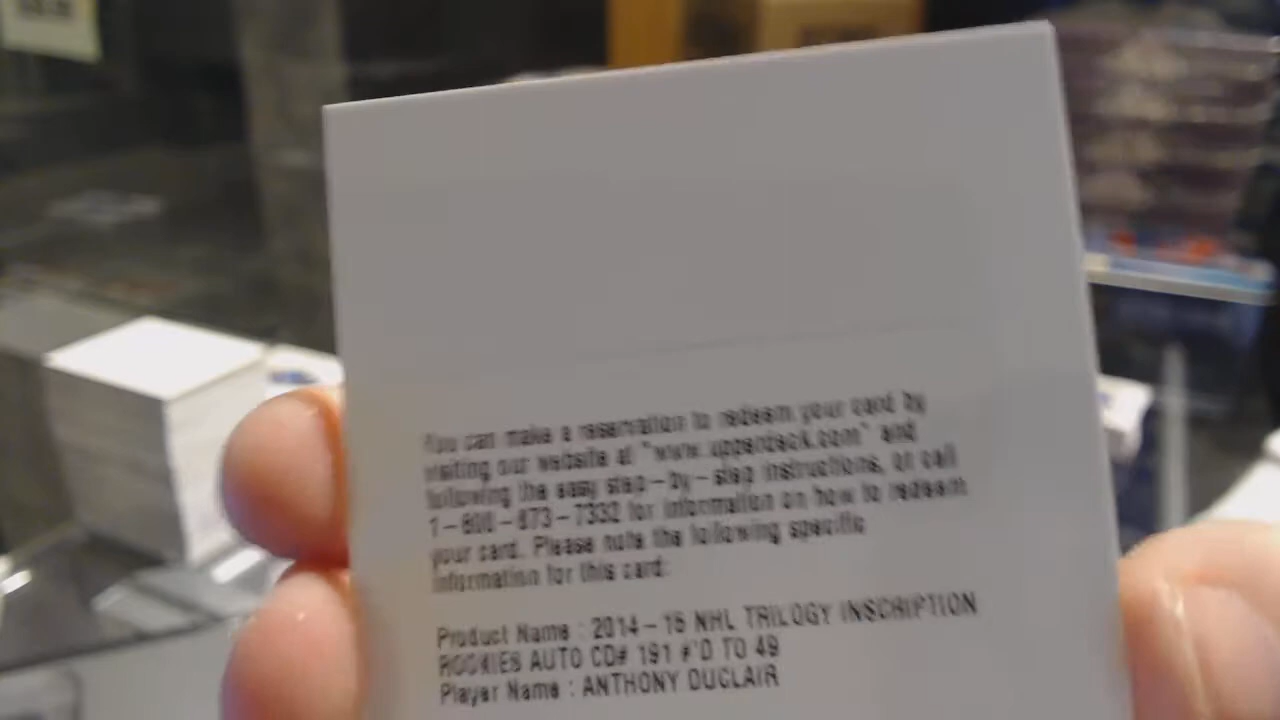 You can make a reservation to redeem your card by
visiting our website at "www.upperdeck.com" and
following the easy step-by-step instructions, or call
1-800-873-7332 for information on how to redeem
your card. Please note the following specific
information for this card:
Product Name : 2014-15 NHL TRILOGY INSCRIPTION
ROOKIES AUTO CD# 191 #'D TO 49
Player Name : ANTHONY DUCLAIR